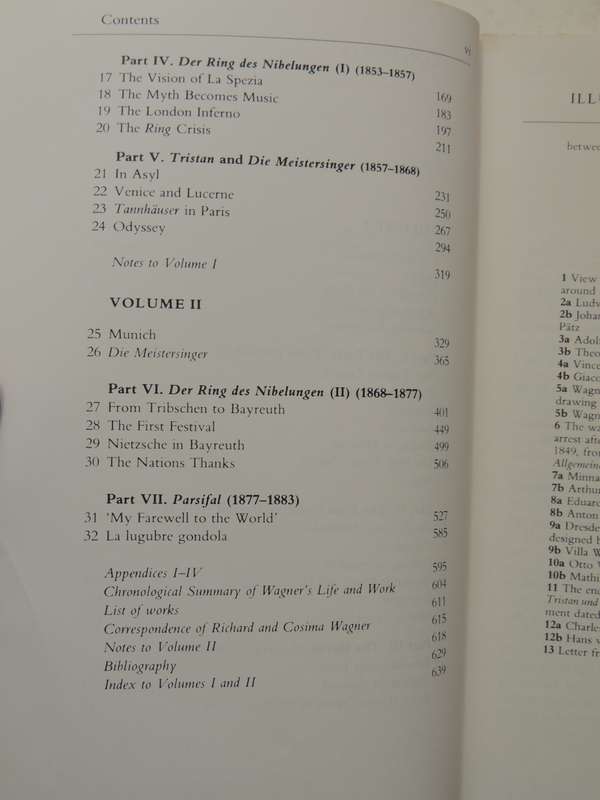 Contents
vi
Part IV. Der Ring des Nibelungen (I) (1853–1857)
17 The Vision of La Spezia 169
18 The Myth Becomes Music 183
19 The London Inferno 197
20 The Ring Crisis 211
Part V. Tristan and Die Meistersinger (1857–1868)
21 In Asyl 231
22 Venice and Lucerne 250
23 Tannhäuser in Paris 267
24 Odyssey 294
Notes to Volume I 319
VOLUME II
25 Munich 329
26 Die Meistersinger 365
Part VI. Der Ring des Nibelungen (II) (1868–1877)
27 From Tribschen to Bayreuth 401
28 The First Festival 449
29 Nietzsche in Bayreuth 499
30 The Nations Thanks 506
Part VII. Parsifal (1877–1883)
31 'My Farewell to the World' 527
32 La lugubre gondola 585
Appendices I–IV 595
Chronological Summary of Wagner's Life and Work 604
List of works 611
Correspondence of Richard and Cosima Wagner 615
Notes to Volume II 618
Bibliography 629
Index to Volumes I and II 639
ILLU
betwee
1 View
around
2a Ludw
2b Johan
Pätz
3a Adolf
3b Theo
4a Vince
4b Giaco
5a Wagn
drawing
5b Wagn
6 The wa
arrest afte
1849, fro
Allgemein
7a Minna
7b Arthur
8a Eduar
8b Anton
9a Dresde
designed b
9b Villa W
10a Otto W
10b Mathi
11 The end
Tristan und
ment dated
12a Charle
12b Hans v
13 Letter fr